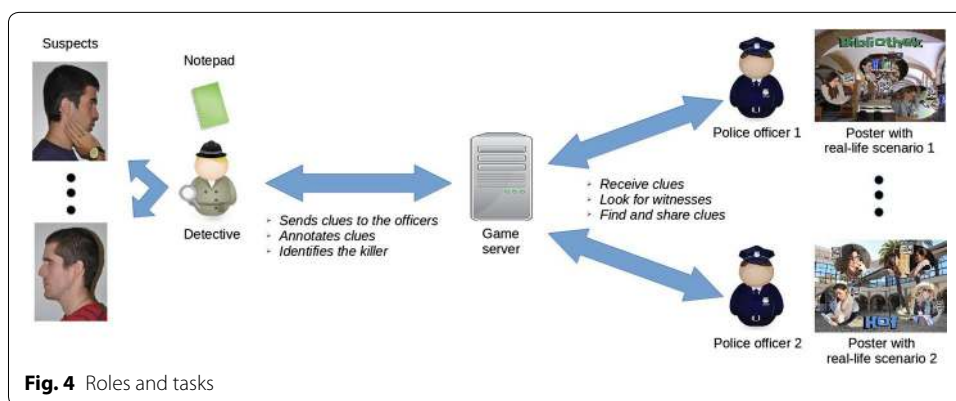 Suspects
Notepad
Detective
Sends clues to the officers
Annotates clues
Identifies the killer
Game
server
Receive clues
Look for witnesses
Find and share clues
Police officer 1
Bibliothek
Poster with
real-life scenario 1
Police officer 2
Hof
Poster with
real-life scenario 2
Fig. 4 Roles and tasks